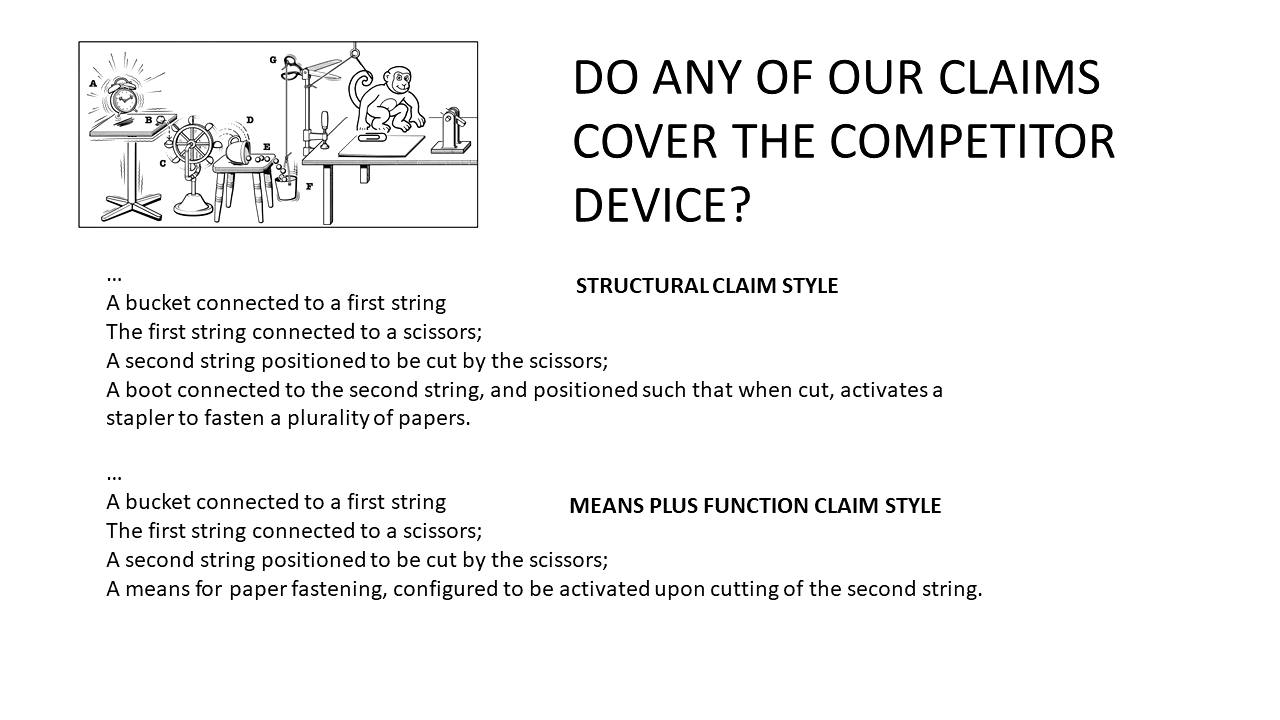 A
B
C
D
E
F
G
DO ANY OF OUR CLAIMS
COVER THE COMPETITOR
DEVICE?
...
A bucket connected to a first string
The first string connected to a scissors;
A second string positioned to be cut by the scissors;
A boot connected to the second string, and positioned such that when cut, activates a
stapler to fasten a plurality of papers.
STRUCTURAL CLAIM STYLE
...
A bucket connected to a first string
The first string connected to a scissors;
A second string positioned to be cut by the scissors;
A means for paper fastening, configured to be activated upon cutting of the second string.
MEANS PLUS FUNCTION CLAIM STYLE